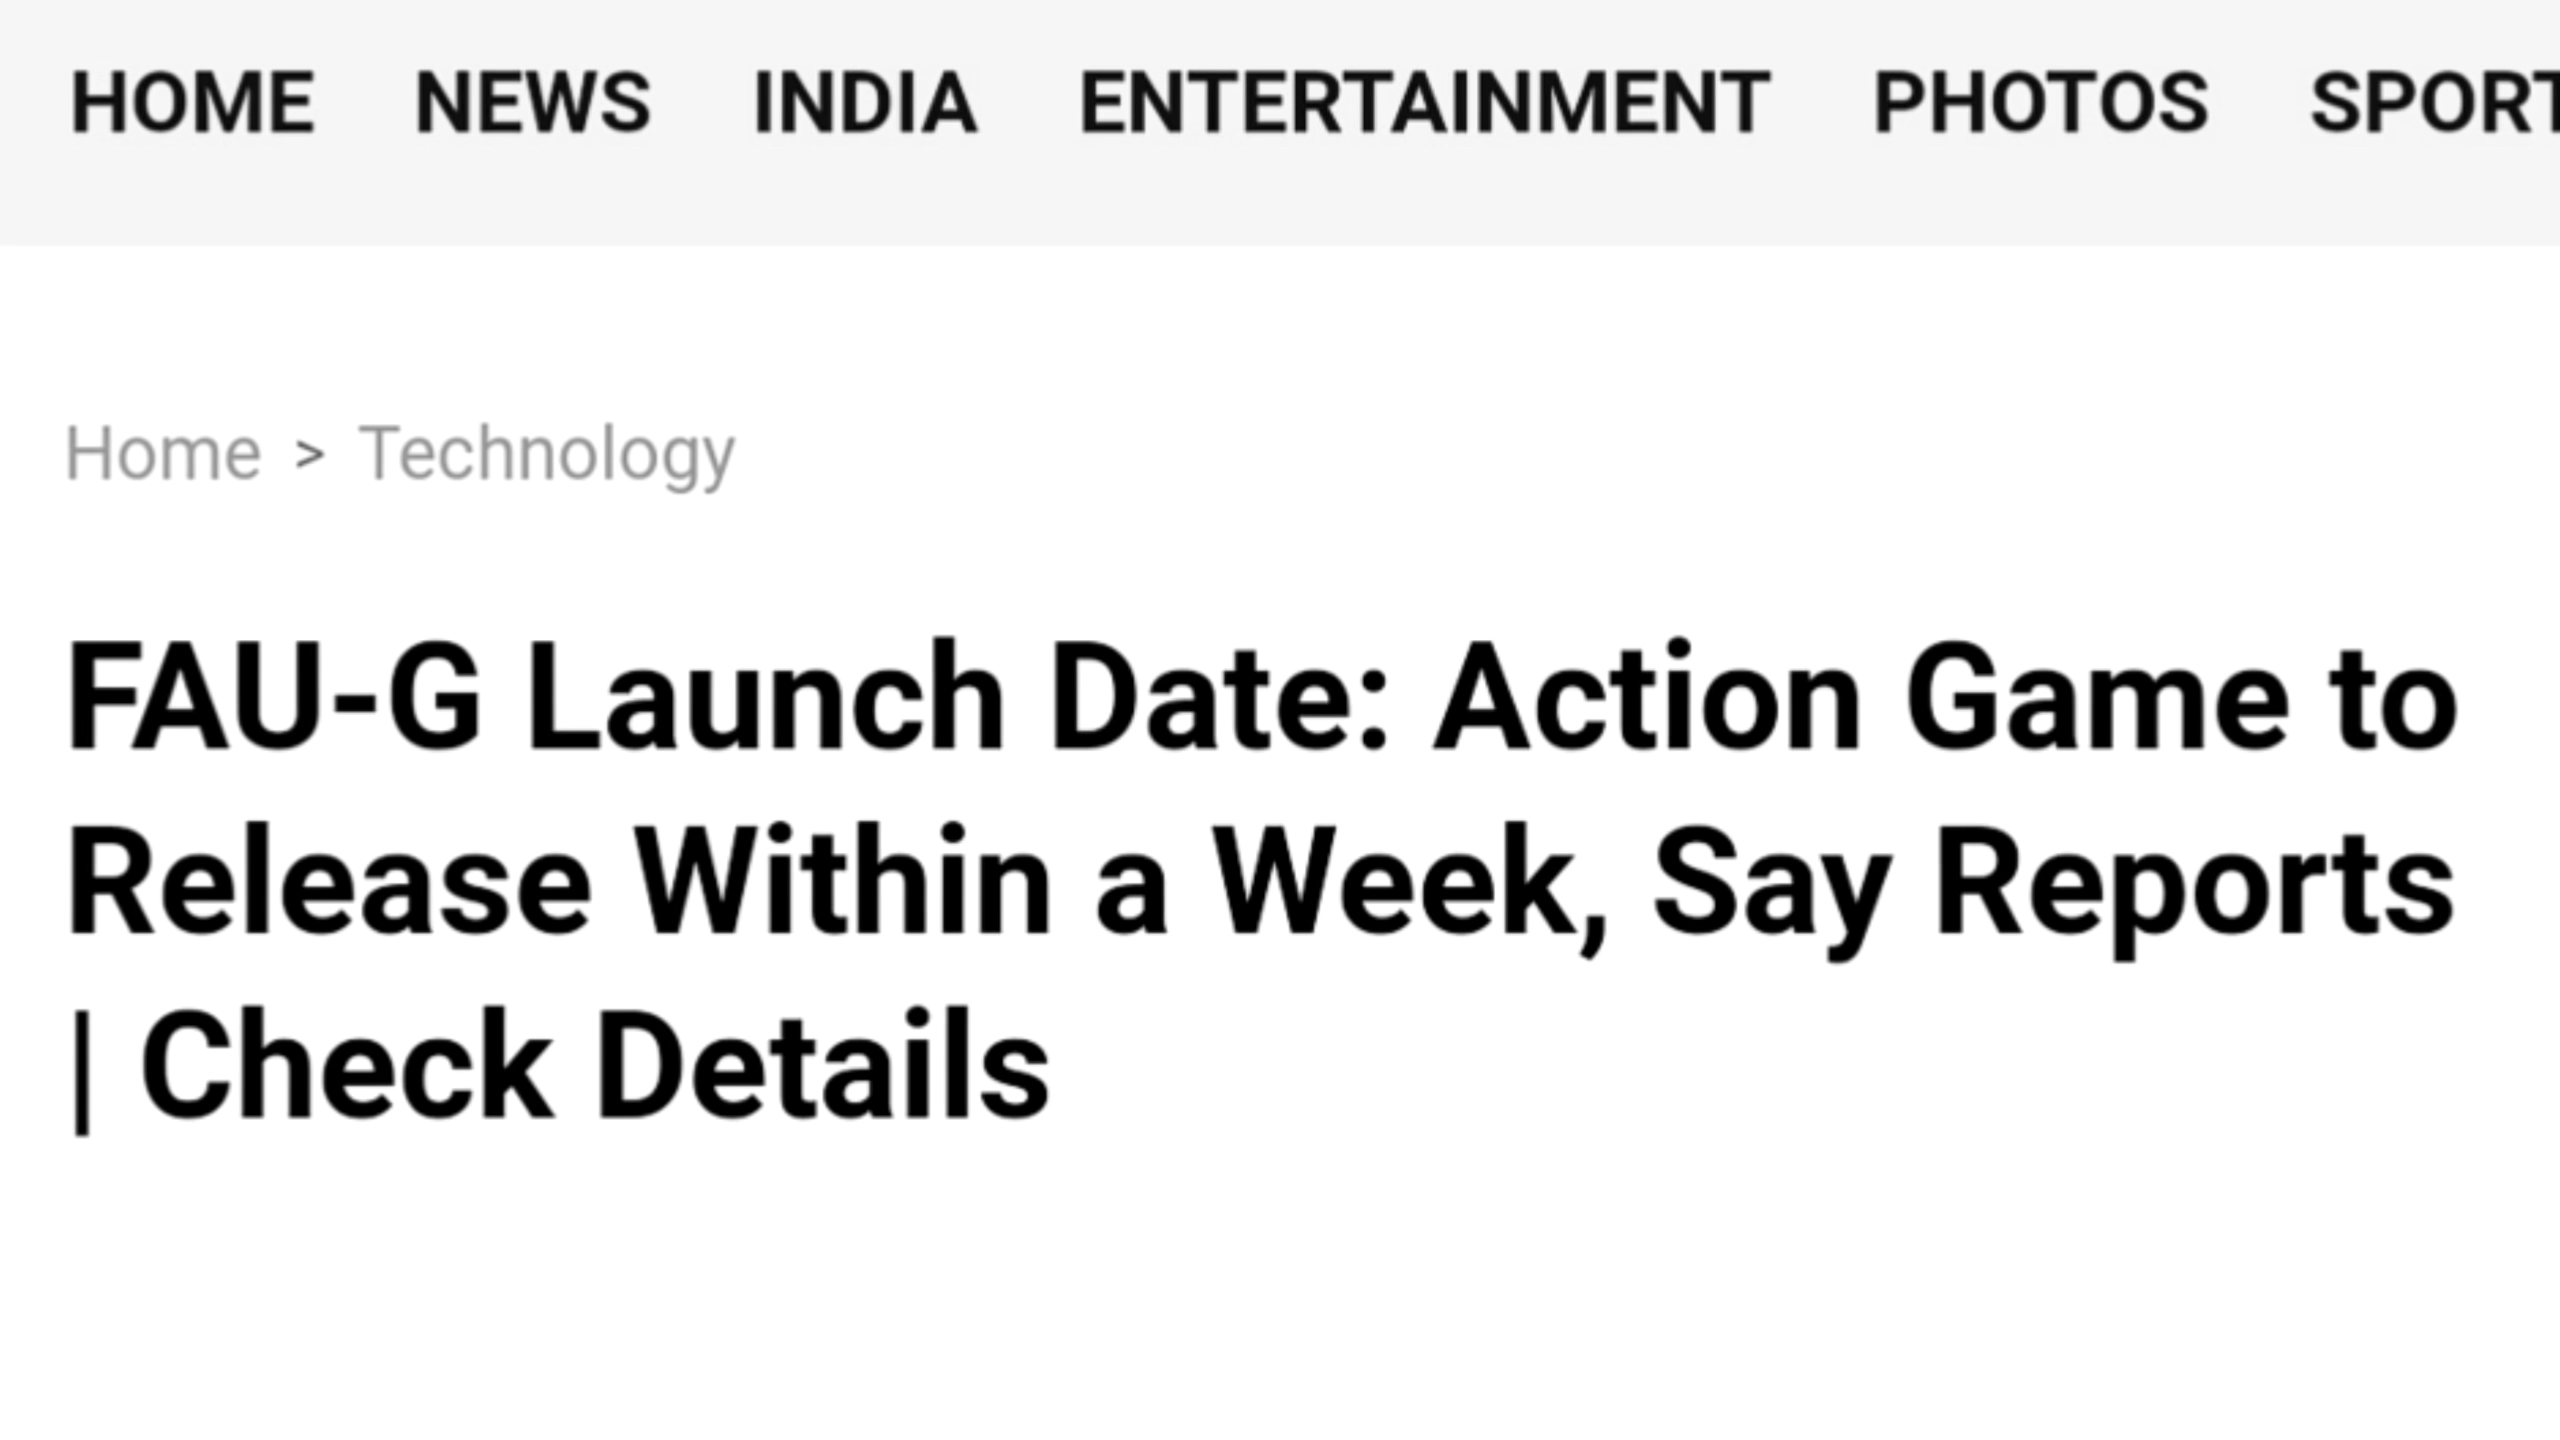 HOME NEWS INDIA ENTERTAINMENT PHOTOS SPORT
Home > Technology
FAU-G Launch Date: Action Game to
Release Within a Week, Say Reports
| Check Details